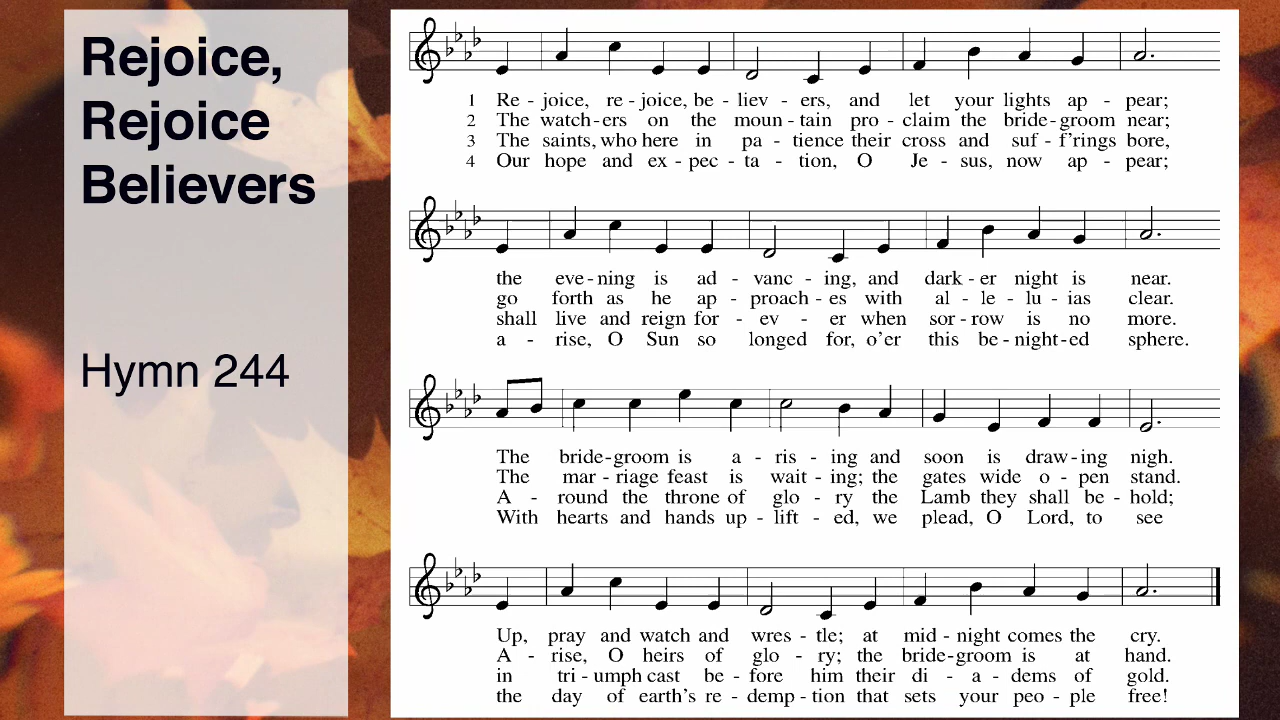 Rejoice,
Rejoice
Believers
Hymn 244
1 Re - joice, re - joice, be - liev - ers, and let your lights ap - pear;
2 The watch - ers on the moun - tain pro - claim the bride - groom near;
3 The saints, who here in pa - tience their cross and suf - f'rings bore,
4 Our hope and ex - pec - ta - tion, O Je - sus, now ap - pear;
the eve - ning is ad - vanc - ing, and dark - er night is near.
go forth as he ap - proach - es with al - le - lu - ias clear.
shall live and reign for - ev - er when sor - row is no more.
a - rise, O Sun so longed for, o'er this be - night - ed sphere.
The bride - groom is a - ris - ing and soon is draw - ing nigh.
The mar - riage feast is wait - ing; the gates wide o - pen stand.
A - round the throne of glo - ry the Lamb they shall be - hold;
With hearts and hands up - lift - ed, we plead, O Lord, to see
Up, pray and watch and wres - tle; at mid - night comes the cry.
A - rise, O heirs of glo - ry; the bride - groom is at hand.
in tri - umph cast be - fore him their di - a - dems of gold.
the day of earth's re - demp - tion that sets your peo - ple free!